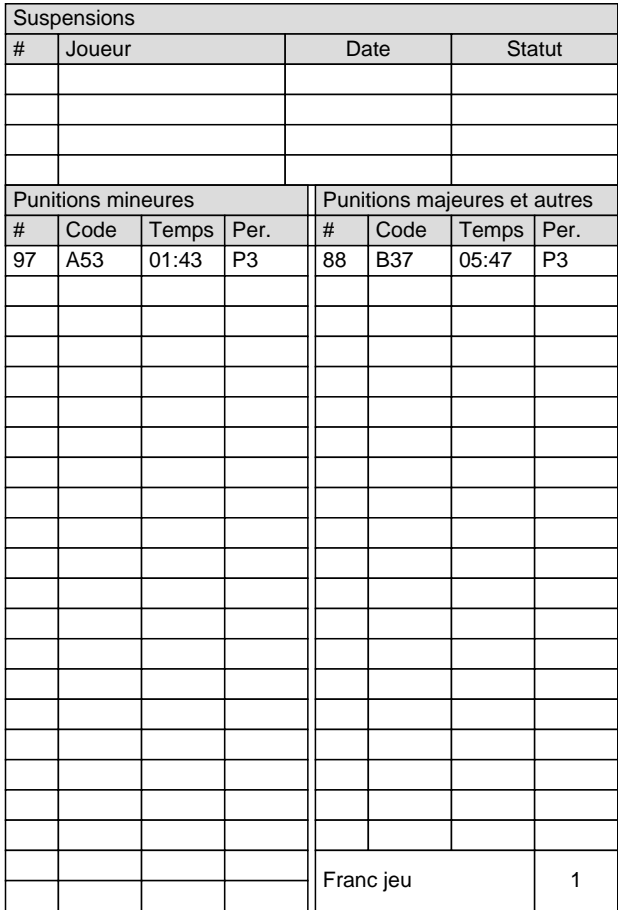 Suspensions
# Joueur Date Statut
Punitions mineures Punitions majeures et autres
# Code Temps Per. # Code Temps Per.
97 A53 01:43 P3 88 B37 05:47 P3
Franc jeu 1